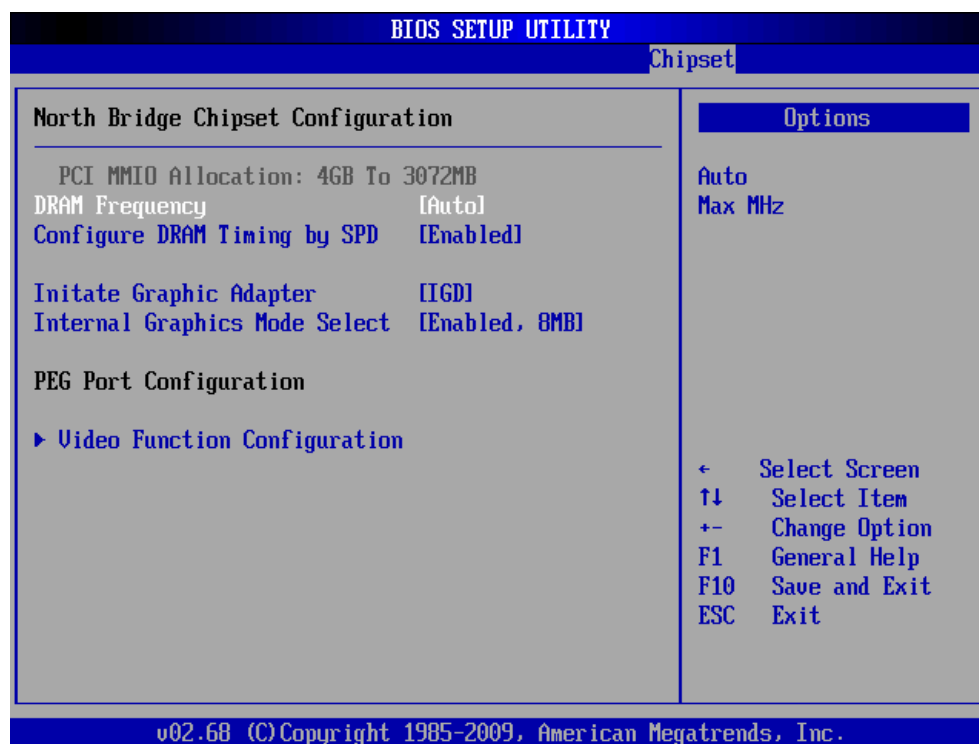 BIOS SETUP UTILITY
Chipset
North Bridge Chipset Configuration
PCI MMIO Allocation: 4GB To 3072MB
DRAM Frequency [Auto]
Configure DRAM Timing by SPD [Enabled]
Initate Graphic Adapter [IGD]
Internal Graphics Mode Select [Enabled, 8MB]
PEG Port Configuration
▶ Video Function Configuration
Options
Auto
Max MHz
← Select Screen
↑↓ Select Item
+- Change Option
F1 General Help
F10 Save and Exit
ESC Exit
v02.68 (C)Copyright 1985-2009, American Megatrends, Inc.